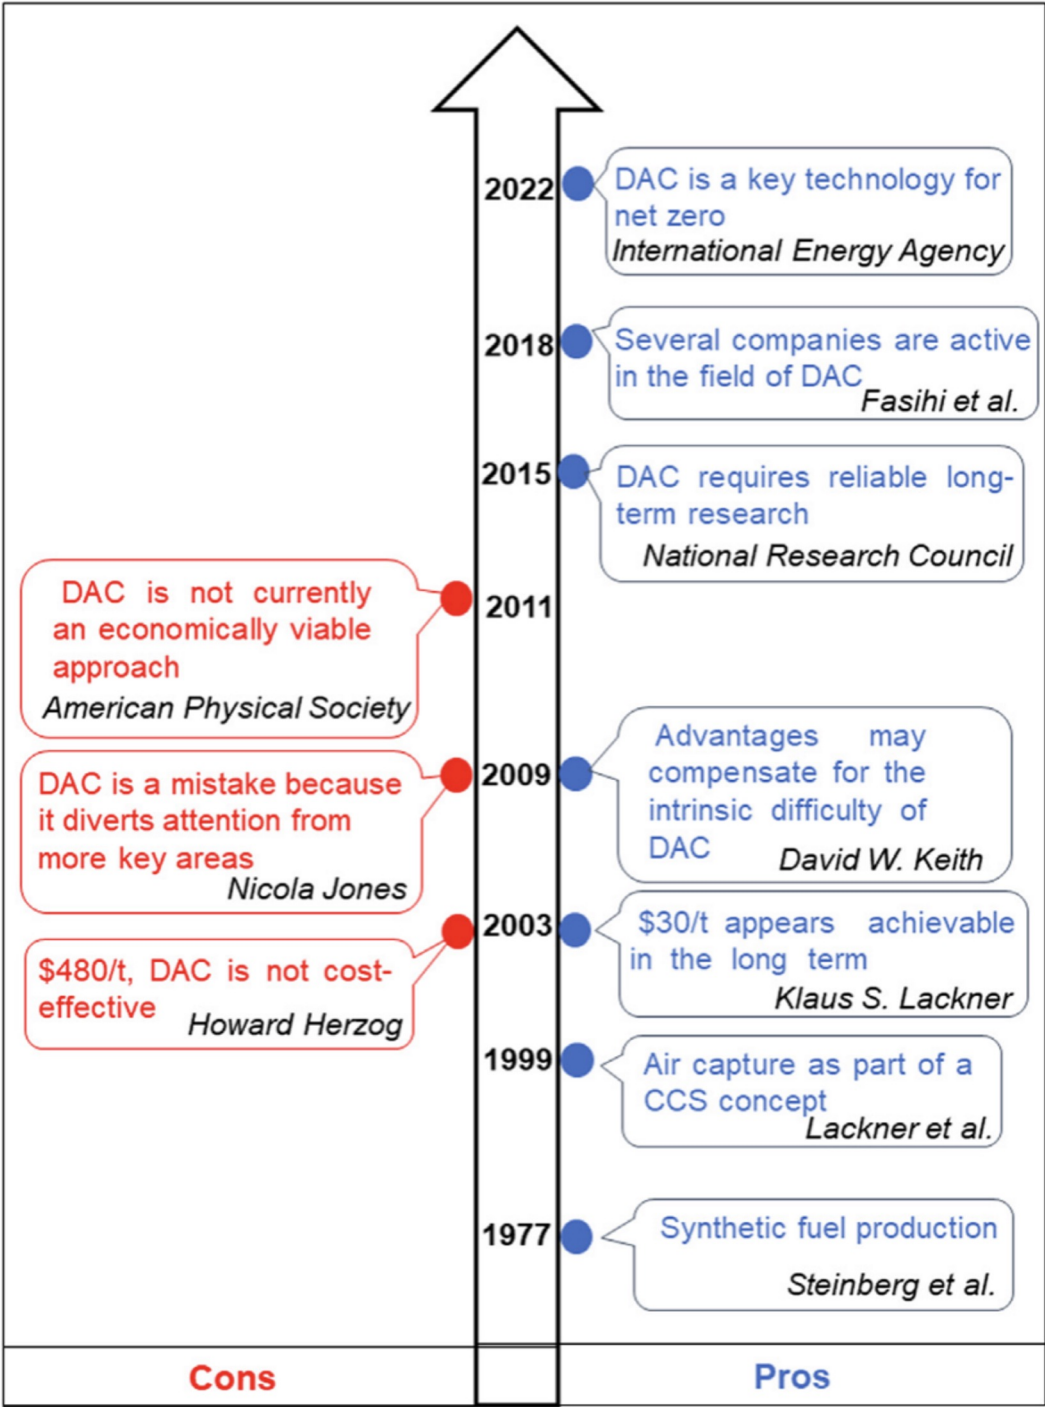 2022
DAC is a key technology for
net zero
International Energy Agency
2018
Several companies are active
in the field of DAC
Fasihi et al.
2015
DAC requires reliable long-
term research
National Research Council
DAC is not currently
an economically viable
approach
American Physical Society
2011
DAC is a mistake because
it diverts attention from
more key areas
Nicola Jones
2009
Advantages may
compensate for the
intrinsic difficulty of
DAC
David W. Keith
$480/t, DAC is not cost-
effective
Howard Herzog
2003
$30/t appears achievable
in the long term
Klaus S. Lackner
1999
Air capture as part of a
CCS concept
Lackner et al.
1977
Synthetic fuel production
Steinberg et al.
Cons
Pros